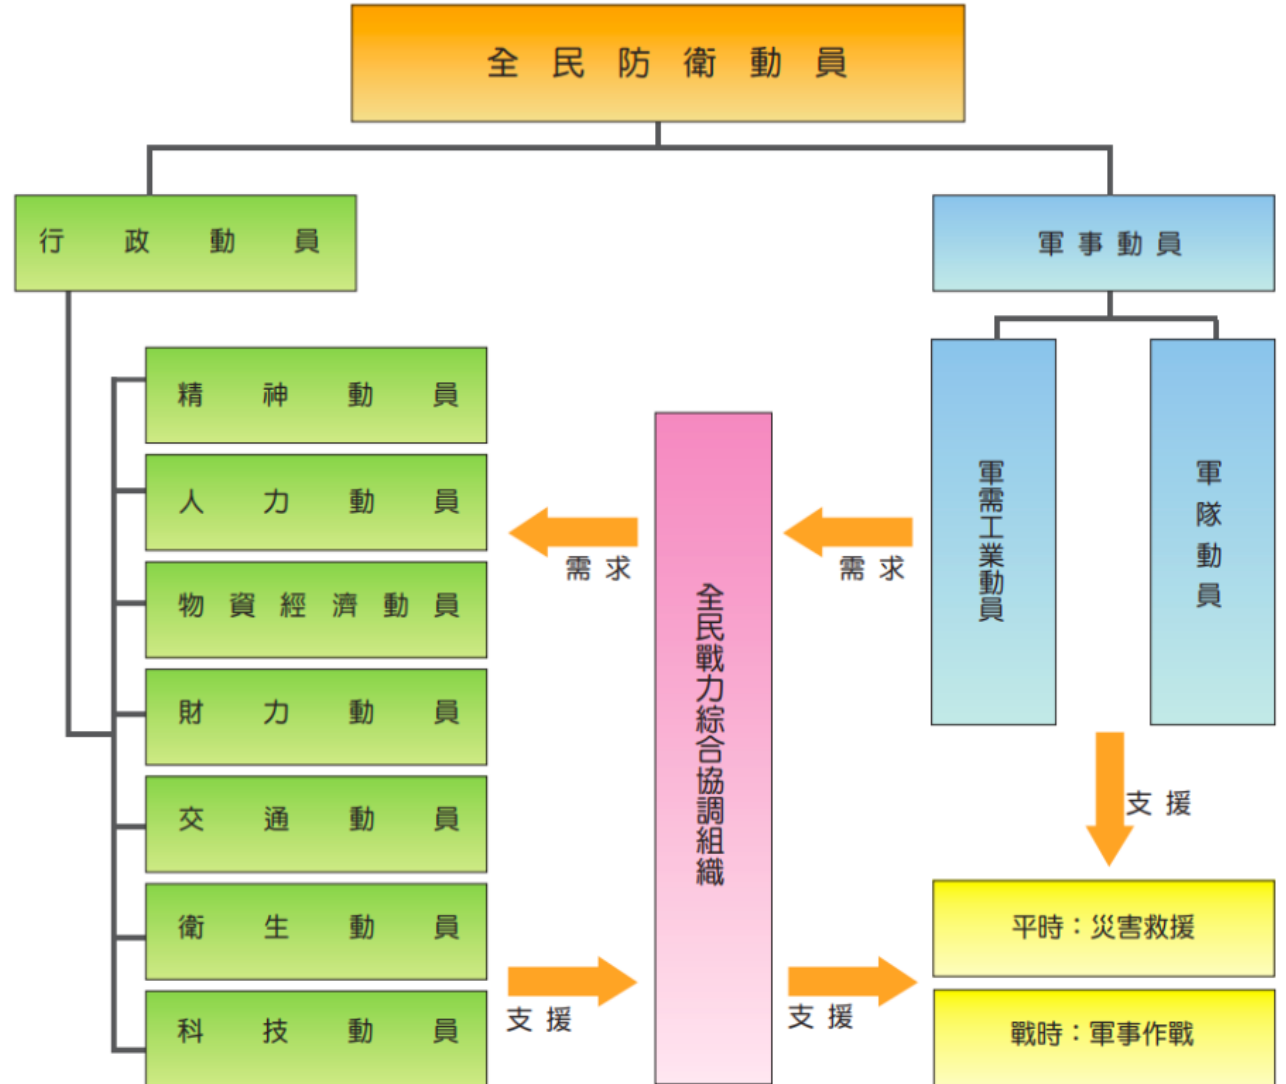 全民防衛動員
行政動員
軍事動員
精神動員
人力動員
物資經濟動員
財力動員
交通動員
衛生動員
科技動員
需求
支援
全民戰力綜合協調組織
需求
支援
軍需工業動員
軍隊動員
支援
平時：災害救援
戰時：軍事作戰